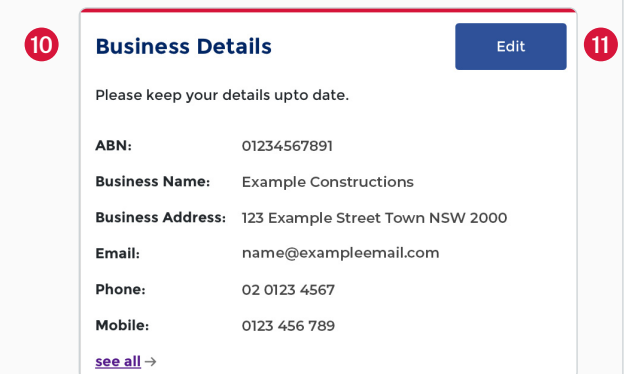 10 Business Details Edit 11
Please keep your details upto date.
ABN: 01234567891
Business Name: Example Constructions
Business Address: 123 Example Street Town NSW 2000
Email: name@exampleemail.com
Phone: 02 0123 4567
Mobile: 0123 456 789
see all →